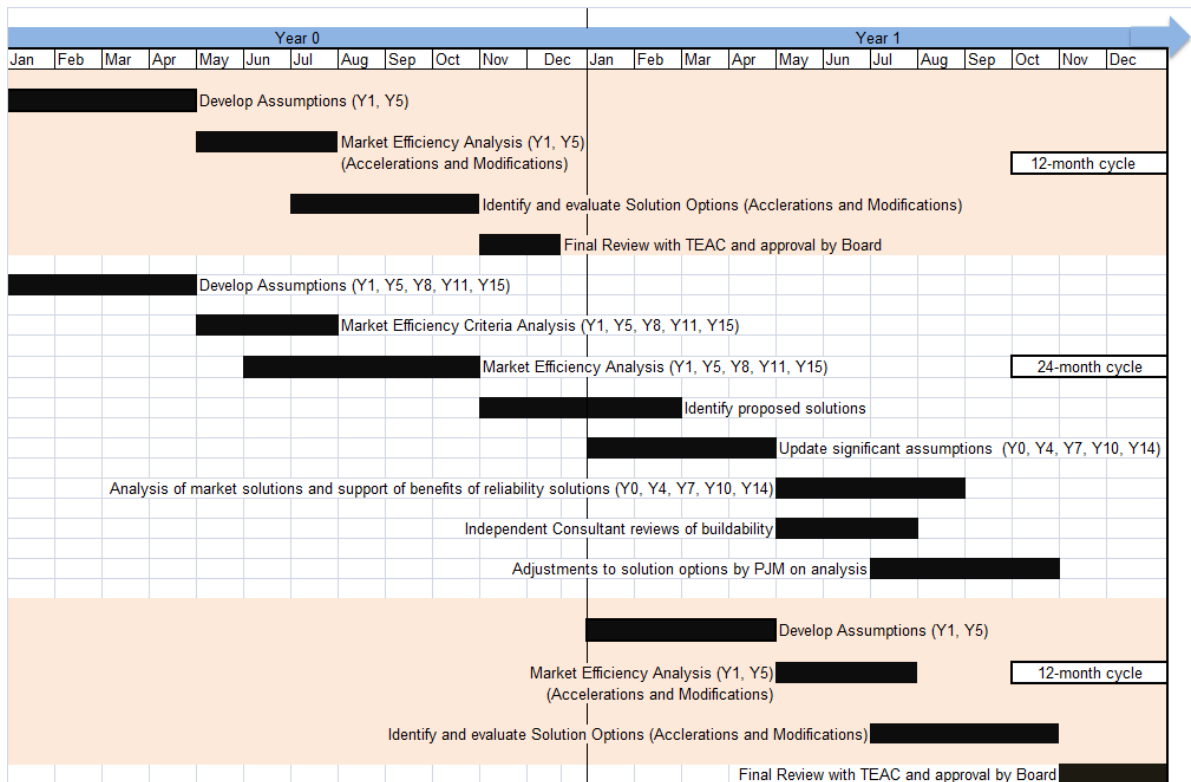 Year 0 Year 1
Jan Feb Mar Apr May Jun Jul Aug Sep Oct Nov Dec Jan Feb Mar Apr May Jun Jul Aug Sep Oct Nov Dec
Develop Assumptions (Y1, Y5)
Market Efficiency Analysis (Y1, Y5)
(Accelerations and Modifications)
12-month cycle
Identify and evaluate Solution Options (Acclerations and Modifications)
Final Review with TEAC and approval by Board
Develop Assumptions (Y1, Y5, Y8, Y11, Y15)
Market Efficiency Criteria Analysis (Y1, Y5, Y8, Y11, Y15)
Market Efficiency Analysis (Y1, Y5, Y8, Y11, Y15) 24-month cycle
Identify proposed solutions
Update significant assumptions (Y0, Y4, Y7, Y10, Y14)
Analysis of market solutions and support of benefits of reliability solutions (Y0, Y4, Y7, Y10, Y14)
Independent Consultant reviews of buildability
Adjustments to solution options by PJM on analysis
Develop Assumptions (Y1, Y5)
Market Efficiency Analysis (Y1, Y5) 12-month cycle
(Accelerations and Modifications)
Identify and evaluate Solution Options (Acclerations and Modifications)
Final Review with TEAC and approval by Board